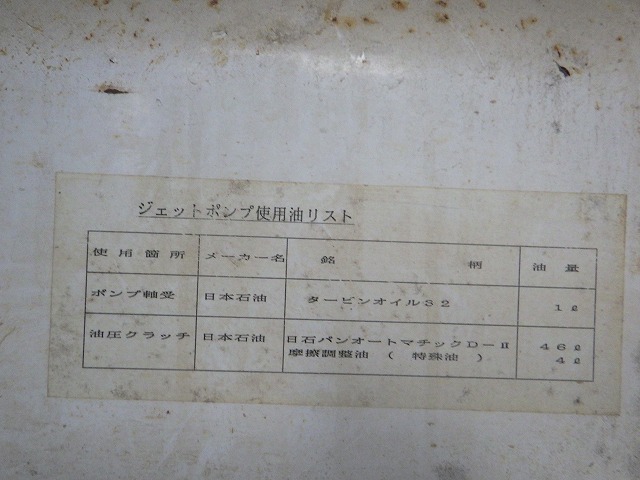 ジェットポンプ使用油リスト
使用箇所 メーカー名 銘 柄 油 量
ポンプ軸受 日本石油 タービンオイル32 1ℓ
油圧クラッチ 日本石油 日石パンオートマチックD-II 46ℓ
摩擦調整油 ( 特殊油 ) 4ℓ